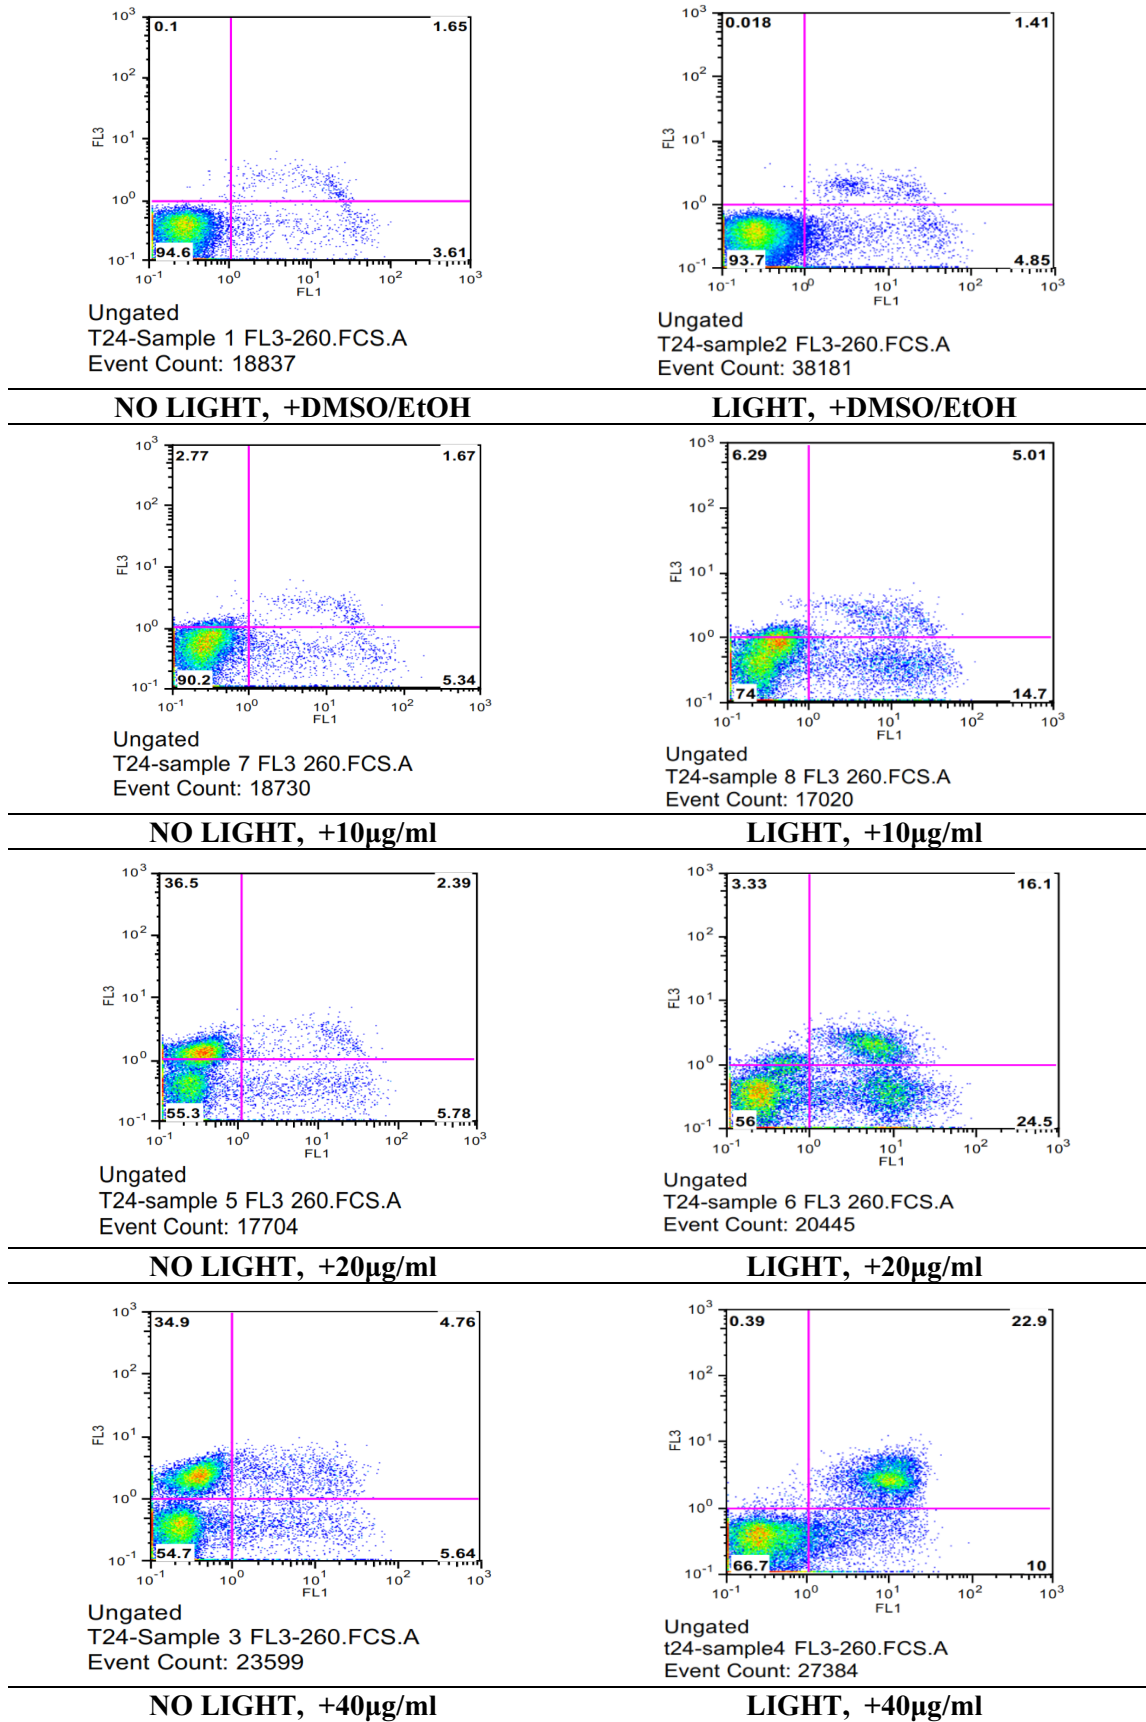 10³ 0.1 1.65
10²
10¹
10⁰
10⁻¹ 94.6 3.61
FL3
10⁻¹ 10⁰ 10¹ 10² 10³
FL1
Ungated
T24-Sample 1 FL3-260.FCS.A
Event Count: 18837
10³ 0.018 1.41
10²
10¹
10⁰
10⁻¹ 93.7 4.85
FL3
10⁻¹ 10⁰ 10¹ 10² 10³
FL1
Ungated
T24-sample2 FL3-260.FCS.A
Event Count: 38181
NO LIGHT, +DMSO/EtOH LIGHT, +DMSO/EtOH
10³ 2.77 1.67
10²
10¹
10⁰
10⁻¹ 90.2 5.34
FL3
10⁻¹ 10⁰ 10¹ 10² 10³
FL1
Ungated
T24-sample 7 FL3 260.FCS.A
Event Count: 18730
10³ 6.29 5.01
10²
10¹
10⁰
10⁻¹ 74 14.7
FL3
10⁻¹ 10⁰ 10¹ 10² 10³
FL1
Ungated
T24-sample 8 FL3 260.FCS.A
Event Count: 17020
NO LIGHT, +10μg/ml LIGHT, +10μg/ml
10³ 36.5 2.39
10²
10¹
10⁰
10⁻¹ 55.3 5.78
FL3
10⁻¹ 10⁰ 10¹ 10² 10³
FL1
Ungated
T24-sample 5 FL3 260.FCS.A
Event Count: 17704
10³ 3.33 16.1
10²
10¹
10⁰
10⁻¹ 56 24.5
FL3
10⁻¹ 10⁰ 10¹ 10² 10³
FL1
Ungated
T24-sample 6 FL3 260.FCS.A
Event Count: 20445
NO LIGHT, +20μg/ml LIGHT, +20μg/ml
10³ 34.9 4.76
10²
10¹
10⁰
10⁻¹ 54.7 5.64
FL3
10⁻¹ 10⁰ 10¹ 10² 10³
FL1
Ungated
T24-Sample 3 FL3-260.FCS.A
Event Count: 23599
10³ 0.39 22.9
10²
10¹
10⁰
10⁻¹ 66.7 10
FL3
10⁻¹ 10⁰ 10¹ 10² 10³
FL1
Ungated
t24-sample4 FL3-260.FCS.A
Event Count: 27384
NO LIGHT, +40μg/ml LIGHT, +40μg/ml